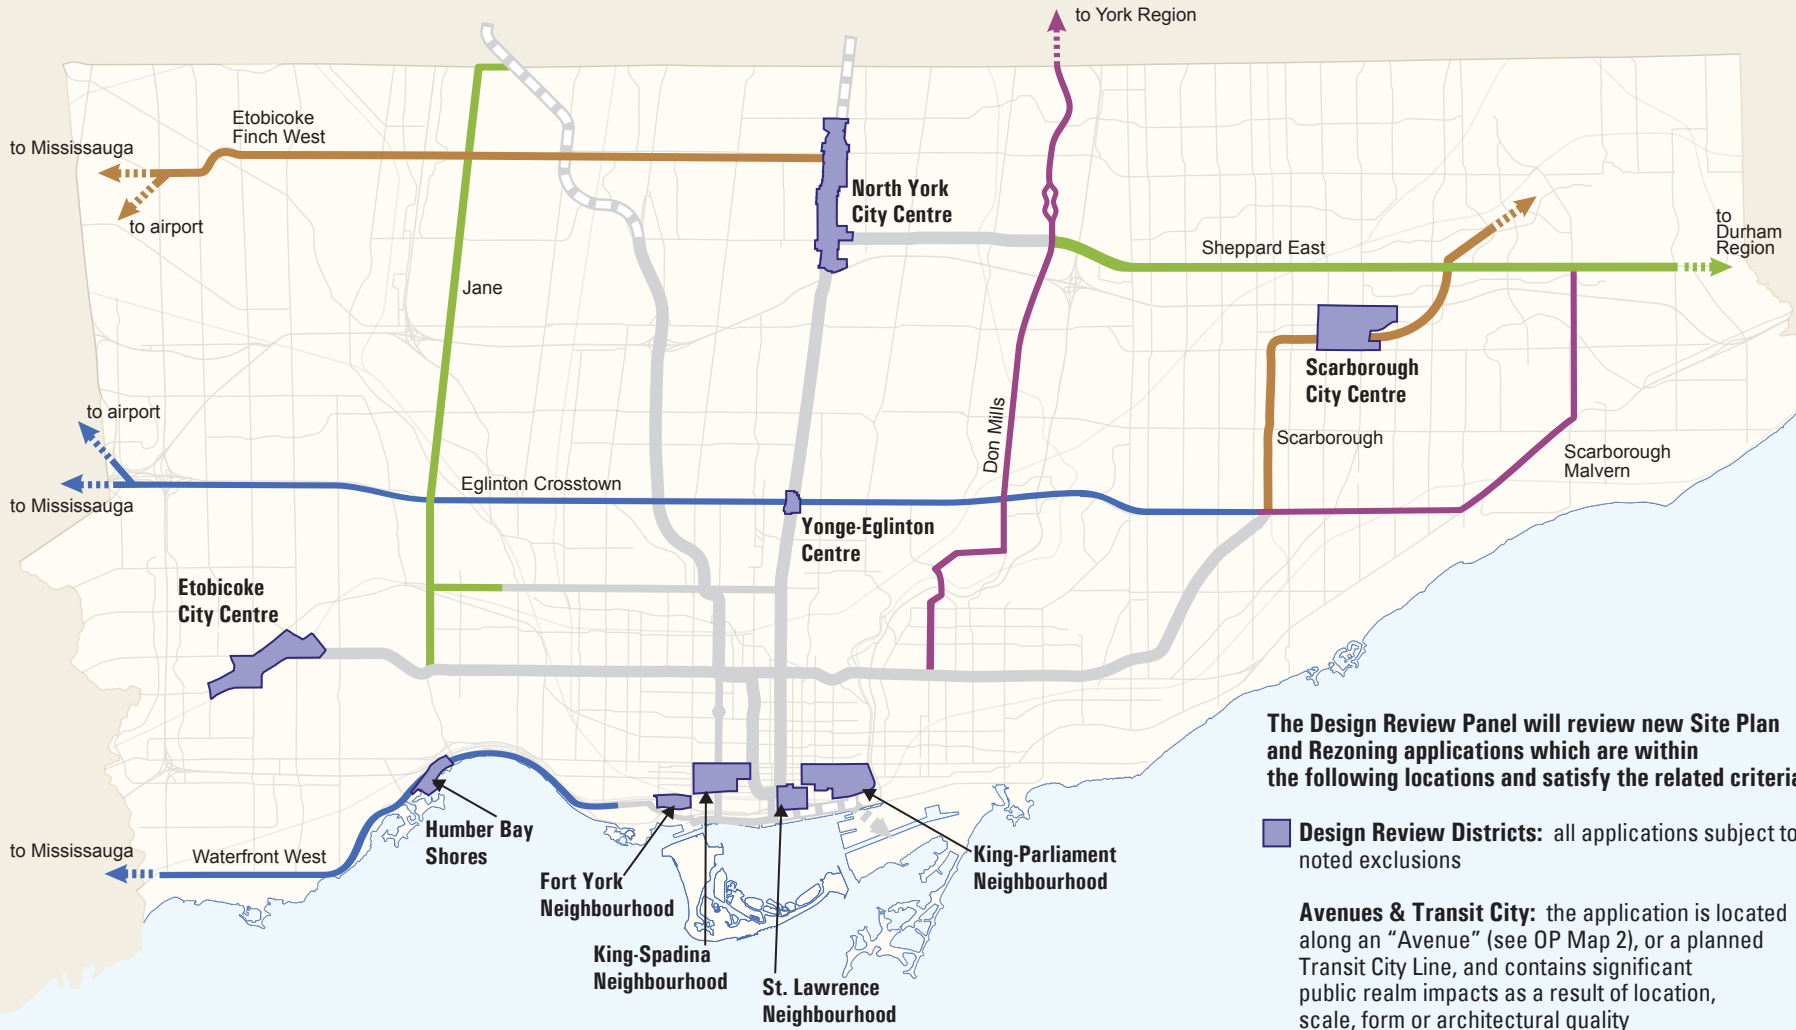 to York Region
Etobicoke
Finch West
to Mississauga
to airport
North York
City Centre
Sheppard East
to
Durham
Region
Jane
Scarborough
City Centre
Don Mills
to airport
Scarborough
Scarborough
Malvern
Eglinton Crosstown
to Mississauga
Yonge-Eglinton
Centre
Etobicoke
City Centre
Humber Bay
Shores
to Mississauga
Waterfront West
Fort York
Neighbourhood
King-Spadina
Neighbourhood
St. Lawrence
Neighbourhood
King-Parliament
Neighbourhood
The Design Review Panel will review new Site Plan
and Rezoning applications which are within
the following locations and satisfy the related criteria
Design Review Districts: all applications subject to
noted exclusions
Avenues & Transit City: the application is located
along an “Avenue” (see OP Map 2), or a planned
Transit City Line, and contains significant
public realm impacts as a result of location,
scale, form or architectural quality